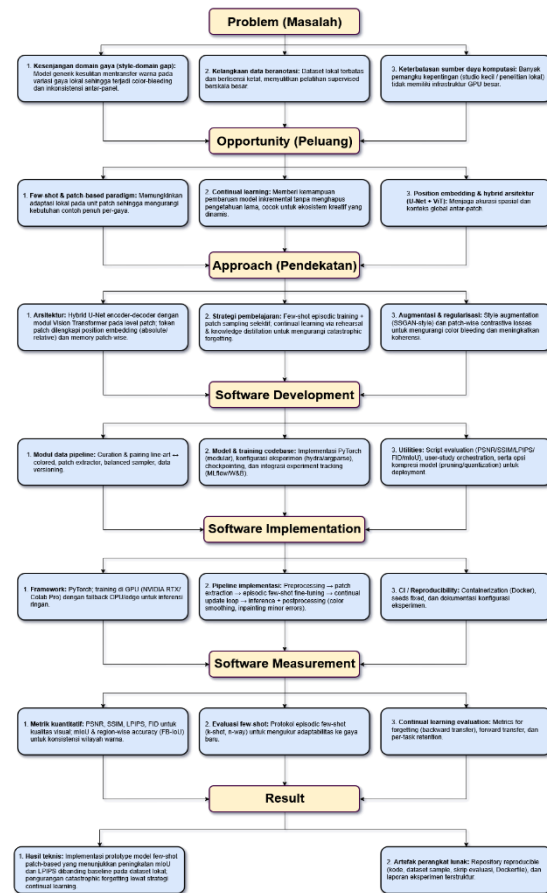 Problem (Masalah)
1. Kesenjangan domain gaya (style-domain gap):
Model generik kesulitan mentransfer warna pada
variasi gaya lokal sehingga terjadi color-bleeding
dan inkonsistensi antar-panel.
2. Kelangkaan data beranotasi: Dataset lokal terbatas
dan berlisensi ketat, menyulitkan pelatihan supervised
berskala besar.
3. Keterbatasan sumber daya komputasi: Banyak
pemangku kepentingan (studio kecil / penelitian lokal)
tidak memiliki infrastruktur GPU besar.
Opportunity (Peluang)
1. Few shot & patch based paradigm: Memungkinkan
adaptasi lokal pada unit patch sehingga mengurangi
kebutuhan contoh penuh per-gaya.
2. Continual learning: Memberi kemampuan
pembaruan model inkremental tanpa menghapus
pengetahuan lama, cocok untuk ekosistem kreatif yang
dinamis.
3. Position embedding & hybrid arsitektur
(U-Net + ViT): Menjaga akurasi spasial dan
konteks global antar-patch.
Approach (Pendekatan)
1. Arsitektur: Hybrid U-Net encoder-decoder dengan
modul Vision Transformer pada level patch; token
patch dilengkapi position embedding (absolute/
relative) dan memory patch-wise.
2. Strategi pembelajaran: Few-shot episodic training +
patch sampling selektif, continual learning via rehearsal
& knowledge distillation untuk mengurangi catastrophic
forgetting.
3. Augmentasi & regularisasi: Style augmentation
(SSGAN-style) dan patch-wise contrastive losses
untuk mengurangi color bleeding dan meningkatkan
koherensi.
Software Development
1. Modul data pipeline: Curation & pairing line-art ↔
colored, patch extractor, balanced sampler, data
versioning.
2. Model & training codebase: Implementasi PyTorch
(modular), konfigurasi eksperimen (hydra/argparse),
checkpointing, dan integrasi experiment tracking
(MLflow/W&B).
3. Utilities: Script evaluation (PSNR/SSIM/LPIPS/
FID/mIoU), user-study orchestration, serta opsi
kompresi model (pruning/quantization) untuk
deployment.
Software Implementation
1. Framework: PyTorch; training di GPU (NVIDIA RTX/
Colab Pro) dengan fallback CPU/edge untuk inferensi
ringan.
2. Pipeline implementasi: Preprocessing → patch
extraction → episodic few-shot fine-tune → continual
update loop → inference + postprocessing (color
smoothing, inpainting minor errors).
3. CI / Reproducibility: Containerization (Docker),
seeds fixed, dan dokumentasi konfigurasi
eksperimen.
Software Measurement
1. Metrik kuantitatif: PSNR, SSIM, LPIPS, FID untuk
kualitas visual; mIoU & region-wise accuracy (FB-IoU)
untuk konsistensi wilayah warna.
2. Evaluasi few shot: Protokol episodic few-shot
(k-shot, n-way) untuk mengukur adaptabilitas ke gaya
baru.
3. Continual learning evaluation: Metrics for
forgetting (backward transfer), forward transfer, dan
per-task retention.
Result
1. Hasil teknis: Implementasi prototype model few-shot
patch-based yang menunjukkan peningkatan mIoU
dan LPIPS dibanding baseline pada dataset lokal,
pengurangan catastrophic forgetting lewat strategi
continual learning.
2. Artefak perangkat lunak: Repository reproducible
(kode, dataset sample, skrip evaluasi, Dockerfile), dan
laporan eksperimen terstruktur.